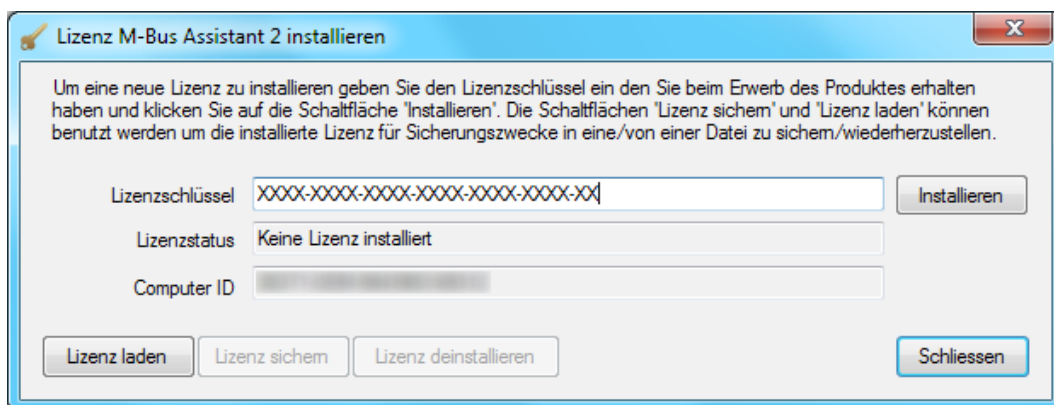 Lizenz M-Bus Assistant 2 installieren
Um eine neue Lizenz zu installieren geben Sie den Lizenzschlüssel ein den Sie beim Erwerb des Produktes erhalten
haben und klicken Sie auf die Schaltfläche 'Installieren'. Die Schaltflächen 'Lizenz sichern' und 'Lizenz laden' können
benutzt werden um die installierte Lizenz für Sicherungszwecke in eine/von einer Datei zu sichern/wiederherzustellen.
Lizenzschlüssel XXXX-XXXX-XXXX-XXXX-XXXX-XXXX-XX Installieren
Lizenzstatus Keine Lizenz installiert
Computer ID
Lizenz laden Lizenz sichern Lizenz deinstallieren Schliessen